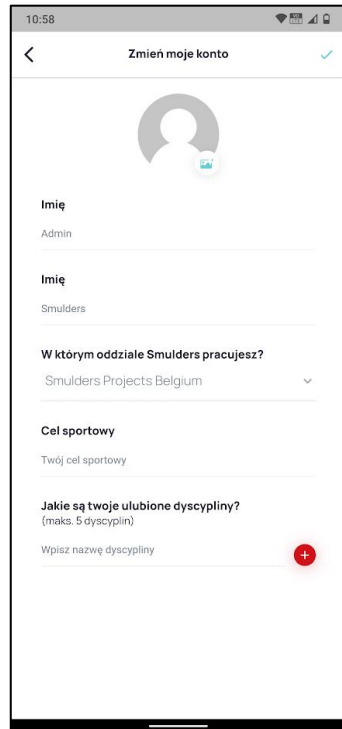 10:58
Zmień moje konto
Imię
Admin
Imię
Smulders
W którym oddziale Smulders pracujesz?
Smulders Projects Belgium
Cel sportowy
Twój cel sportowy
Jakie są twoje ulubione dyscypliny?
(maks. 5 dyscyplin)
Wpisz nazwę dyscypliny